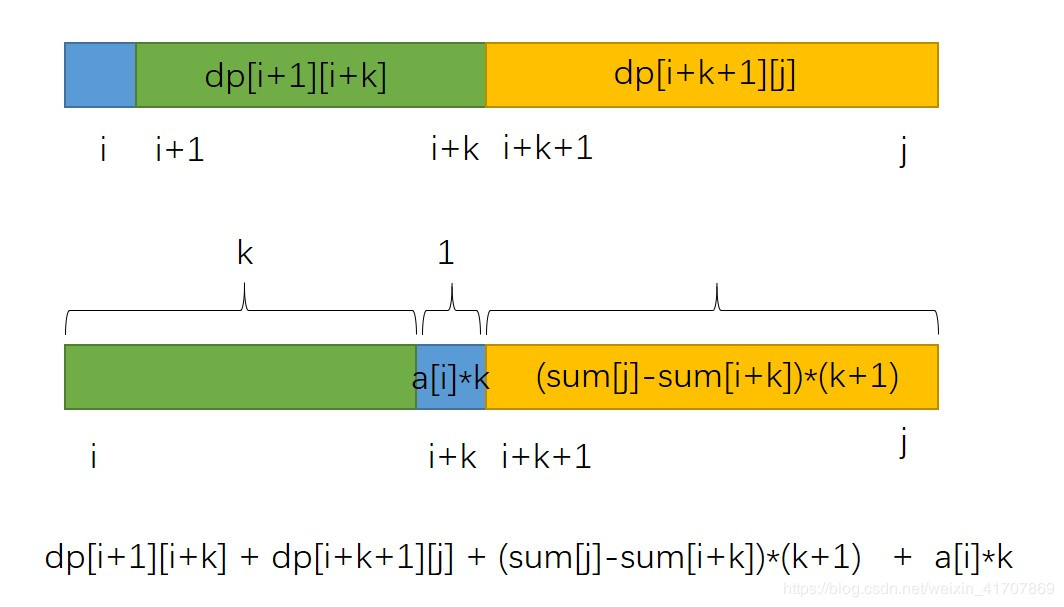 dp[i+1][i+k] dp[i+k+1][j]
i i+1 i+k i+k+1 j
k 1
a[i]*k (sum[j]-sum[i+k])*(k+1)
i i+k i+k+1 j
dp[i+1][i+k] + dp[i+k+1][j] + (sum[j]-sum[i+k])*(k+1) + a[i]*k
https://blog.csdn.net/weixin_41707869